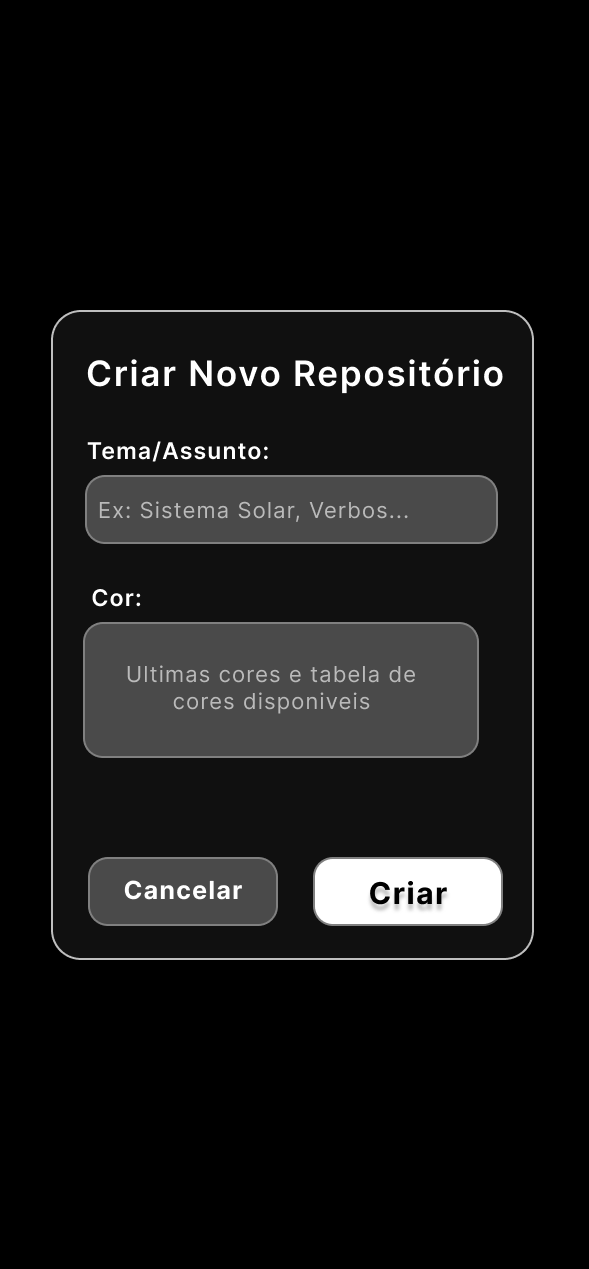 Criar Novo Repositório
Tema/Assunto:
Ex: Sistema Solar, Verbos...
Cor:
Ultimas cores e tabela de
cores disponiveis
Cancelar
Criar